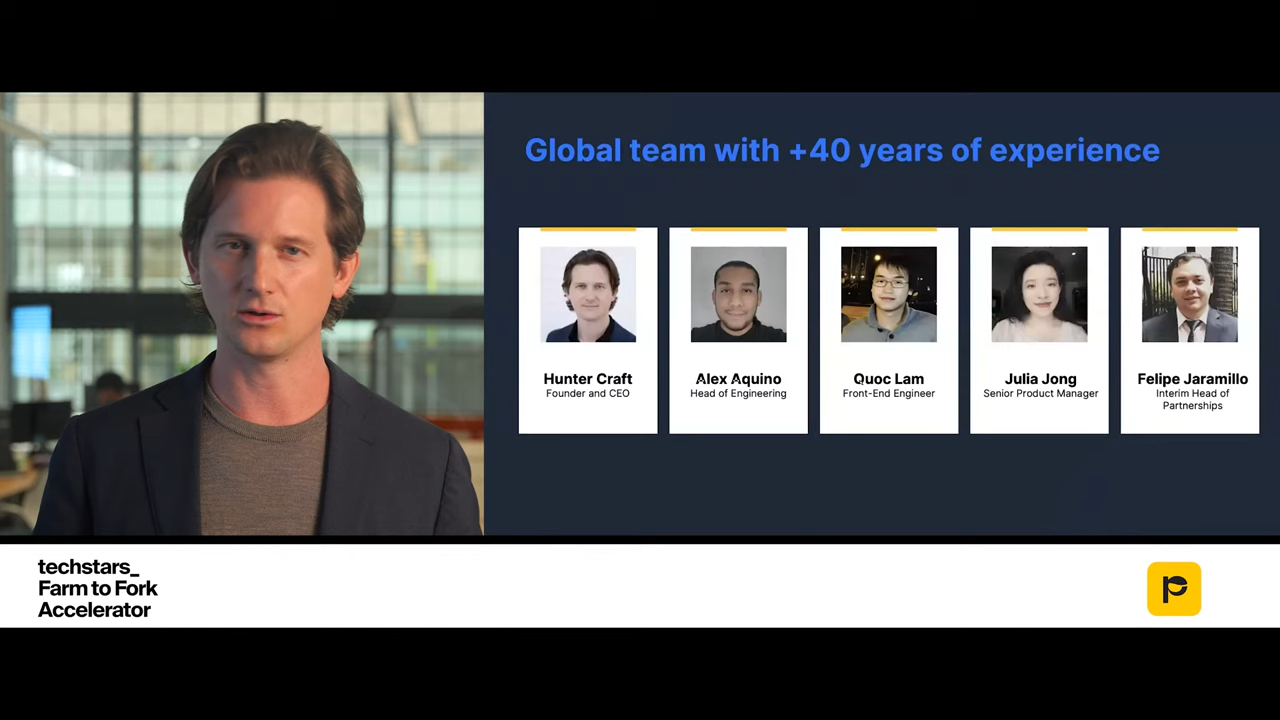 Global team with +40 years of experience
Hunter Craft
Founder and CEO
Alex Aquino
Head of Engineering
Quoc Lam
Front-End Engineer
Julia Jong
Senior Product Manager
Felipe Jaramillo
Interim Head of
Partnerships
techstars_
Farm to Fork
Accelerator